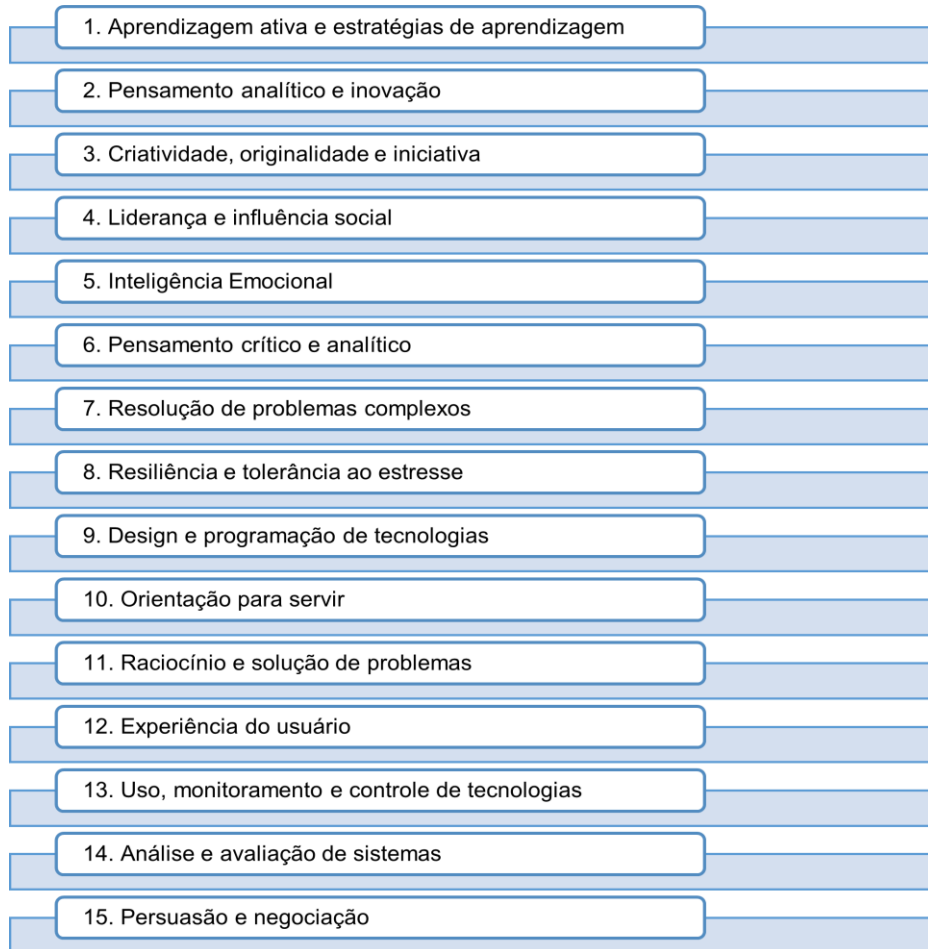 1. Aprendizagem ativa e estratégias de aprendizagem
2. Pensamento analítico e inovação
3. Criatividade, originalidade e iniciativa
4. Liderança e influência social
5. Inteligência Emocional
6. Pensamento crítico e analítico
7. Resolução de problemas complexos
8. Resiliência e tolerância ao estresse
9. Design e programação de tecnologias
10. Orientação para servir
11. Raciocínio e solução de problemas
12. Experiência do usuário
13. Uso, monitoramento e controle de tecnologias
14. Análise e avaliação de sistemas
15. Persuasão e negociação